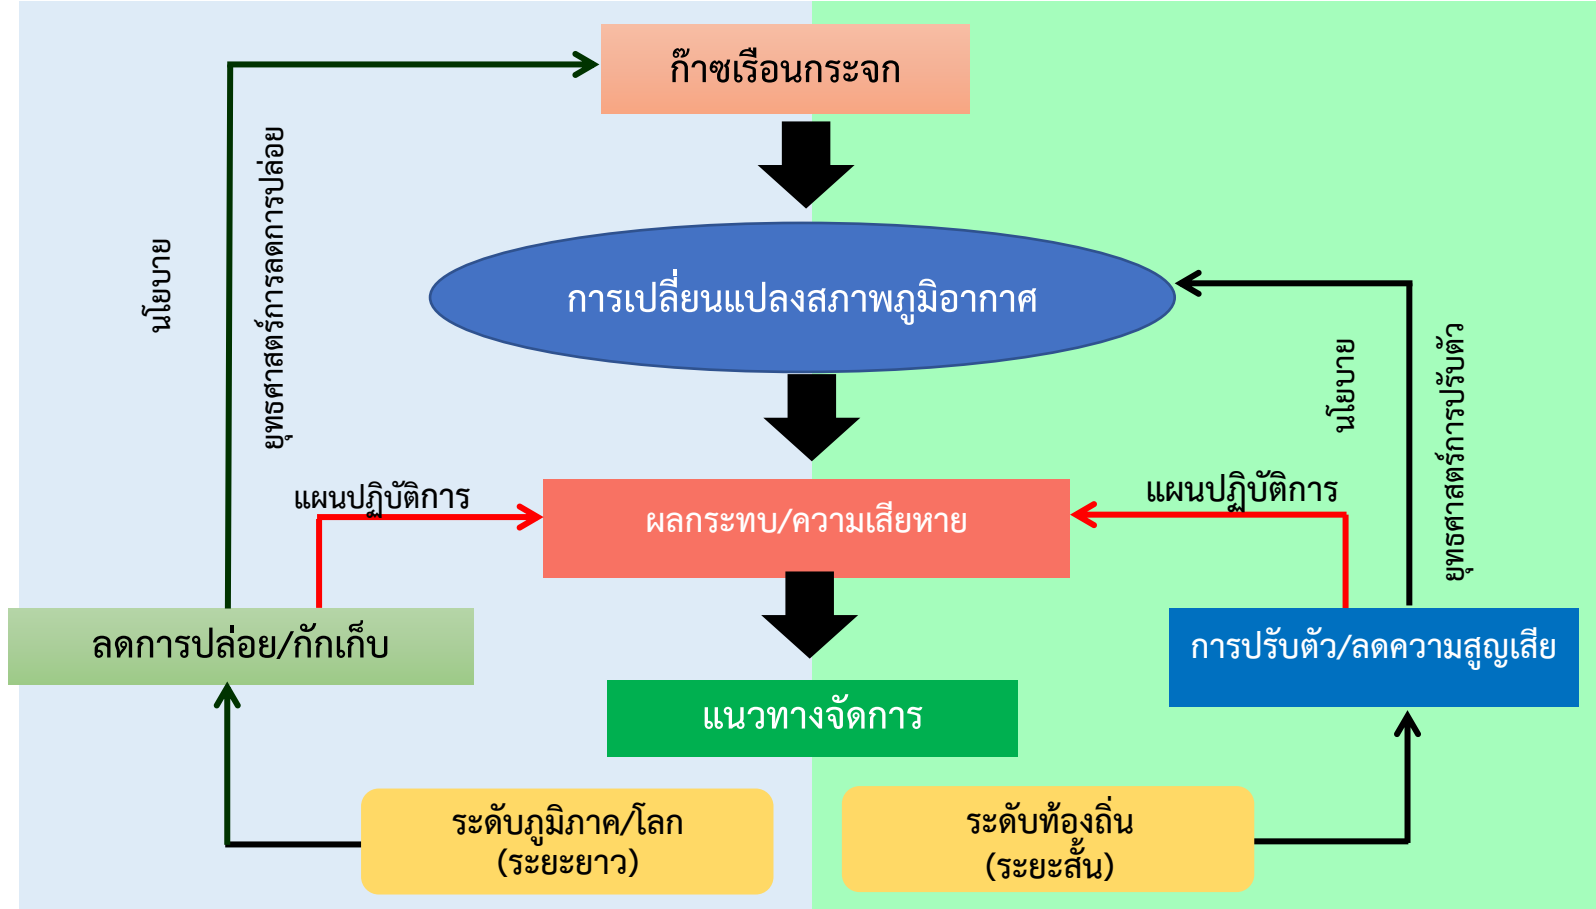 ก๊าซเรือนกระจก
นโยบาย
ยุทธศาสตร์การลดการปล่อย
การเปลี่ยนแปลงสภาพภูมิอากาศ
นโยบาย
ยุทธศาสตร์การปรับตัว
แผนปฏิบัติการ
ผลกระทบ/ความเสียหาย
แผนปฏิบัติการ
ลดการปล่อย/กักเก็บ
การปรับตัว/ลดความสูญเสีย
แนวทางจัดการ
ระดับภูมิภาค/โลก
(ระยะยาว)
ระดับท้องถิ่น
(ระยะสั้น)